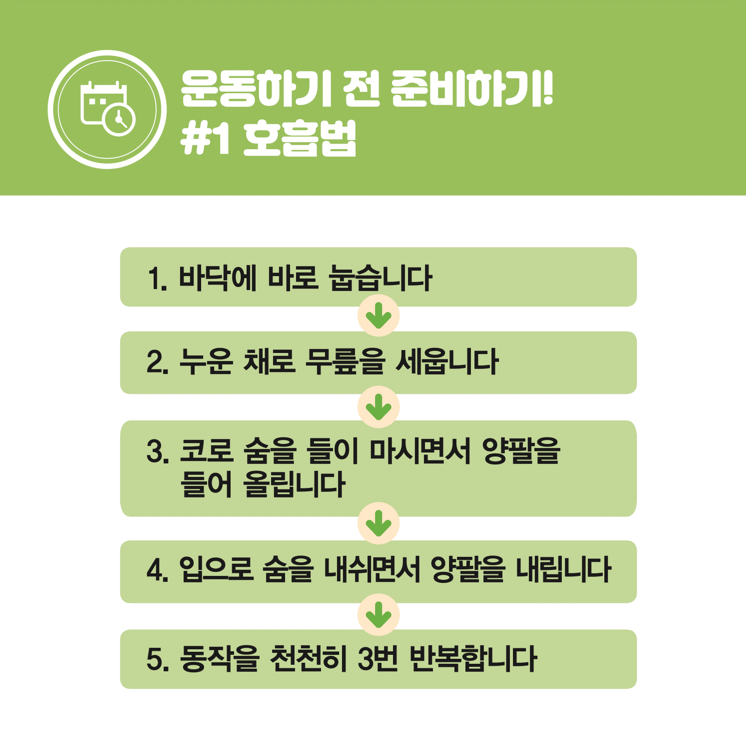 운동하기 전 준비하기!
#1 호흡법
1. 바닥에 바로 눕습니다
2. 누운 채로 무릎을 세웁니다
3. 코로 숨을 들이 마시면서 양팔을
들어 올립니다
4. 입으로 숨을 내쉬면서 양팔을 내립니다
5. 동작을 천천히 3번 반복합니다